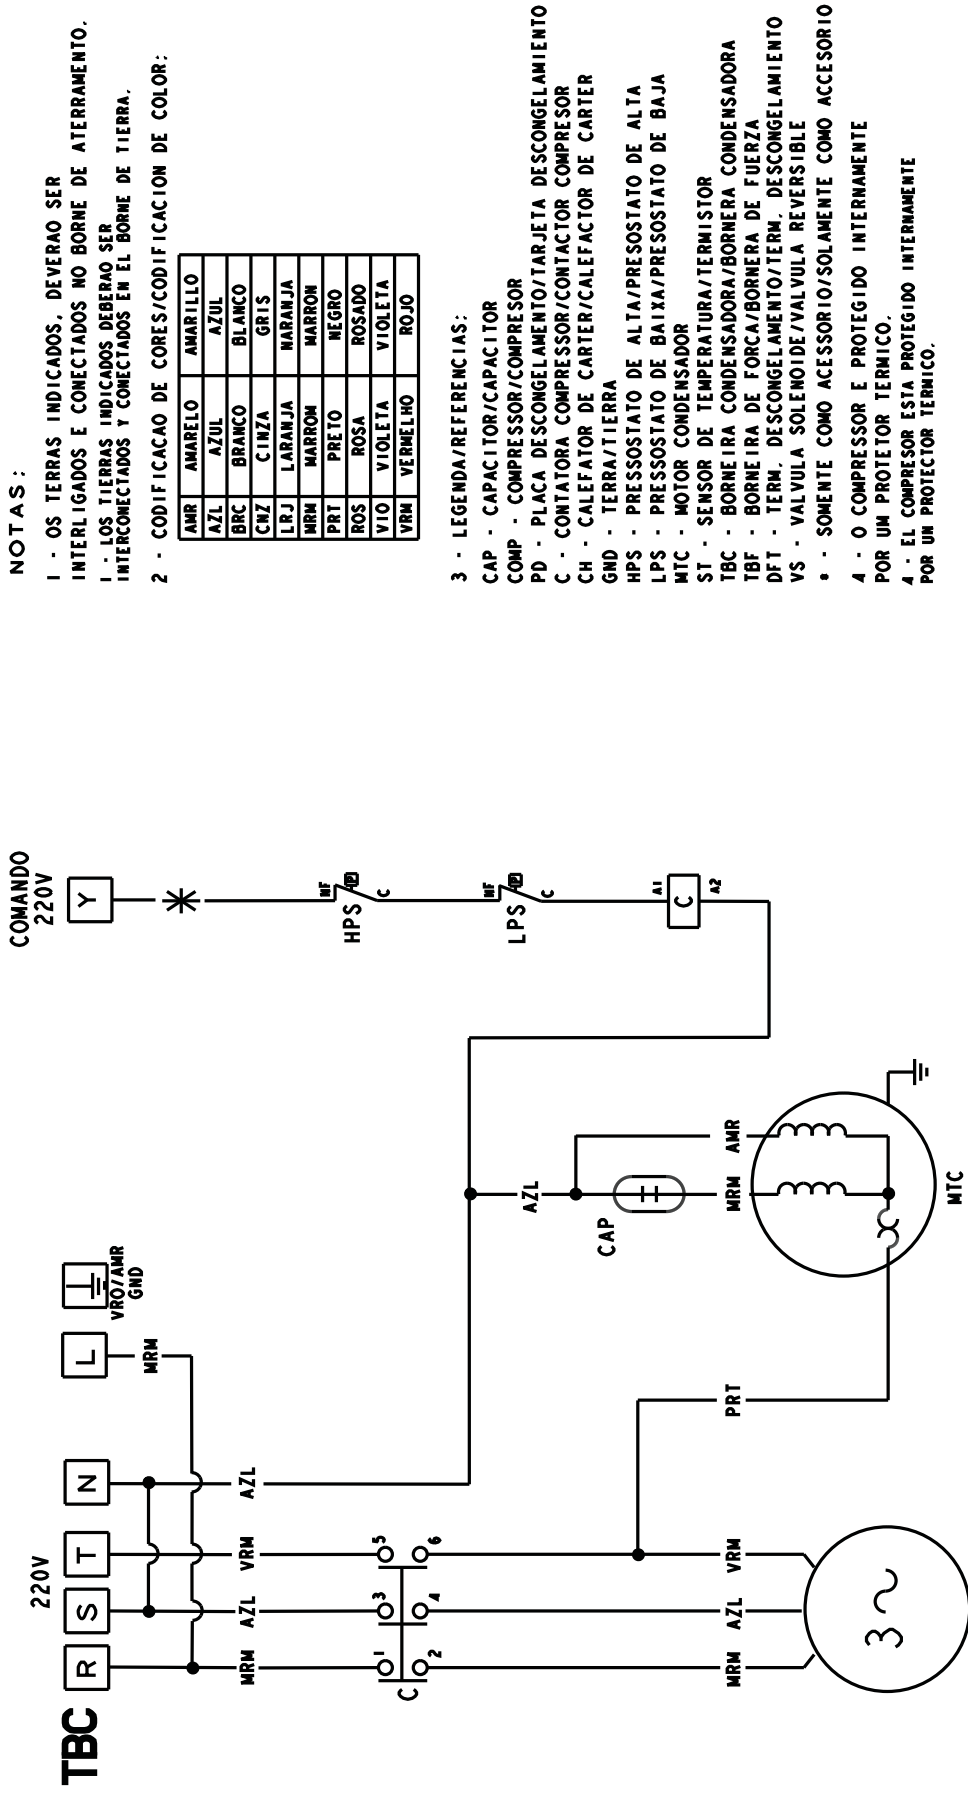 NOTAS:
1 - OS TERRAS INDICADOS, DEVERAO SER
INTERLIGADOS E CONECTADOS NO BORNE DE ATERRAMENTO.
1 - LOS TIERRAS INDICADOS DEBERAO SER
INTERCONECTADOS Y CONECTADOS EN EL BORNE DE TIERRA.
2 - CODIFICACAO DE CORES/CODIFICACION DE COLOR:
AMR AMARELO AMARILLO
AZL AZUL AZUL
BRC BRANCO BLANCO
CNZ CINZA GRIS
LRJ LARANJA NARANJA
MRM MARROM MARRON
PRT PRETO NEGRO
ROS ROSA ROSADO
VIO VIOLETA VIOLETA
VRM VERMELHO ROJO
3 - LEGENDA/REFERENCIAS:
CAP - CAPACITOR/CAPACITOR
COMP - COMPRESSOR/COMPRESOR
PD - PLACA DESCONGELAMENTO/TARJETA DESCONGELAMIENTO
C - CONTATORA COMPRESSOR/CONTACTOR COMPRESOR
CH - CALEFATOR DE CARTER/CALEFACTOR DE CARTER
GND - TERRA/TIERRA
HPS - PRESSOSTATO DE ALTA/PRESOSTATO DE ALTA
LPS - PRESSOSTATO DE BAIXA/PRESOSTATO DE BAJA
MTC - MOTOR CONDENSADOR
ST - SENSOR DE TEMPERATURA/TERMISTOR
TBC - BORNEIRA CONDENSADORA/BORNERA CONDENSADORA
TBF - BORNEIRA DE FORCA/BORNERA DE FUERZA
DFT - TERM. DESCONGELAMENTO/TERM. DESCONGELAMIENTO
VS - VALVULA SOLENOIDE/VALVULA REVERSIBLE
* - SOMENTE COMO ACESSORIO/SOLAMENTE COMO ACCESORIO
4 - O COMPRESSOR E PROTEGIDO INTERNAMENTE
POR UM PROTETOR TERMICO.
4 - EL COMPRESOR ESTA PROTEGIDO INTERNAMENTE
POR UN PROTECTOR TERMICO.
TBC
220V
R
S
T
N
L
VRO/AMR
GND
COMANDO
220V
Y
MRM
MRM
AZL
VRM
AZL
C
1
3
5
2
4
6
MRM
AZL
VRM
PRT
3
AZL
CAP
MRM
AMR
MTC
HPS
NF
HP
C
LPS
NF
HP
C
A1
C
A2